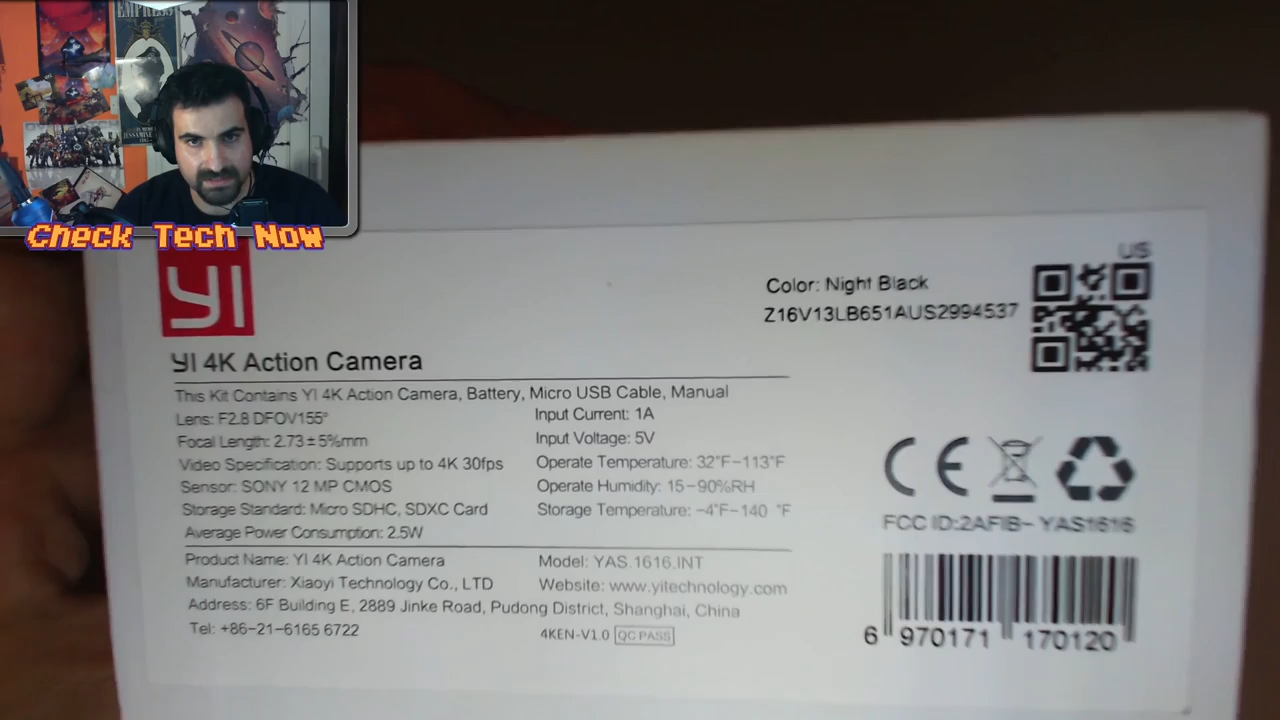 EMPRESS
Check Tech Now
YI
US
Color: Night Black
Z16V13LB651AUS2994537
YI 4K Action Camera
This Kit Contains YI 4K Action Camera, Battery, Micro USB Cable, Manual
Lens: F2.8 DFOV155°
Input Current: 1A
Focal Length: 2.73±5%mm
Input Voltage: 5V
Video Specification: Supports up to 4K 30fps
Operate Temperature: 32°F-113°F
Sensor: SONY 12 MP CMOS
Operate Humidity: 15-90%RH
Storage Standard: Micro SDHC, SDXC Card
Storage Temperature: -4°F-140 °F
Average Power Consumption: 2.5W
CE
FCC ID:2AFIB- YAS1616
Product Name: YI 4K Action Camera
Model: YAS.1616.INT
Manufacturer: Xiaoyi Technology Co., LTD
Website: www.yitechnology.com
Address: 6F Building E, 2889 Jinke Road, Pudong District, Shanghai, China
Tel: +86-21-6165 6722
4KEN-V1.0 QC PASS
6 970171 170120